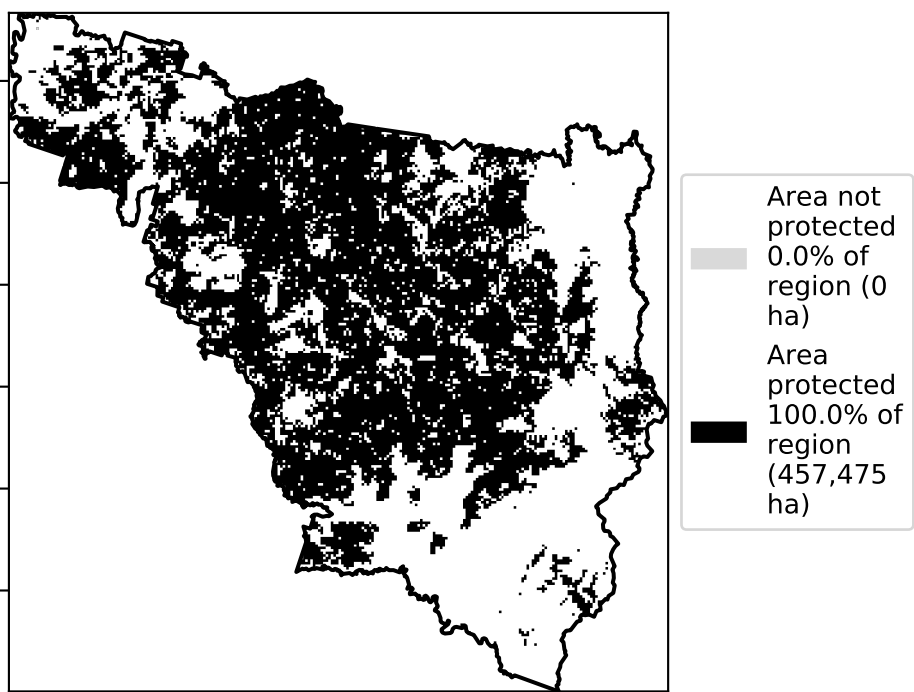 Area not
protected
0.0% of
region (0
ha)
Area
protected
100.0% of
region
(457,475
ha)